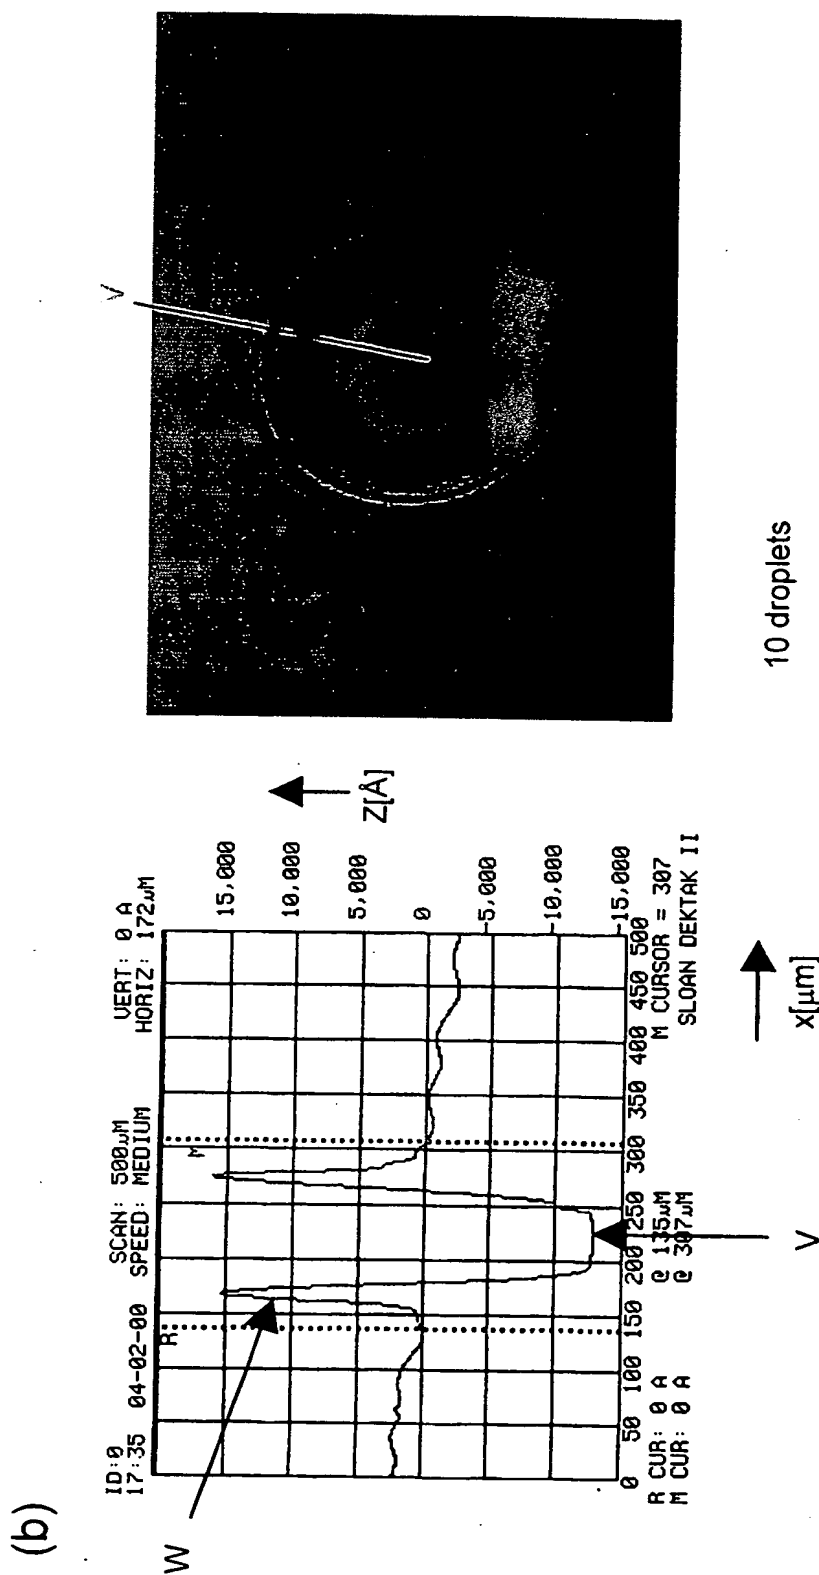 (b)
W
ID:0 SCAN: 500µM VERT: 0 A
17:35 04-02-00 SPEED: MEDIUM HORIZ: 172µM
R
M
15,000
10,000
5,000
0
-5,000
-10,000
-15,000
0 50 100 150 200 250 300 350 400 450 500
R CUR: 0 A @ 135µM M CURSOR = 307
M CUR: 0 A @ 307µM SLOAN DEKTAK II
Z[Å]
x[µm]
V
V
10 droplets